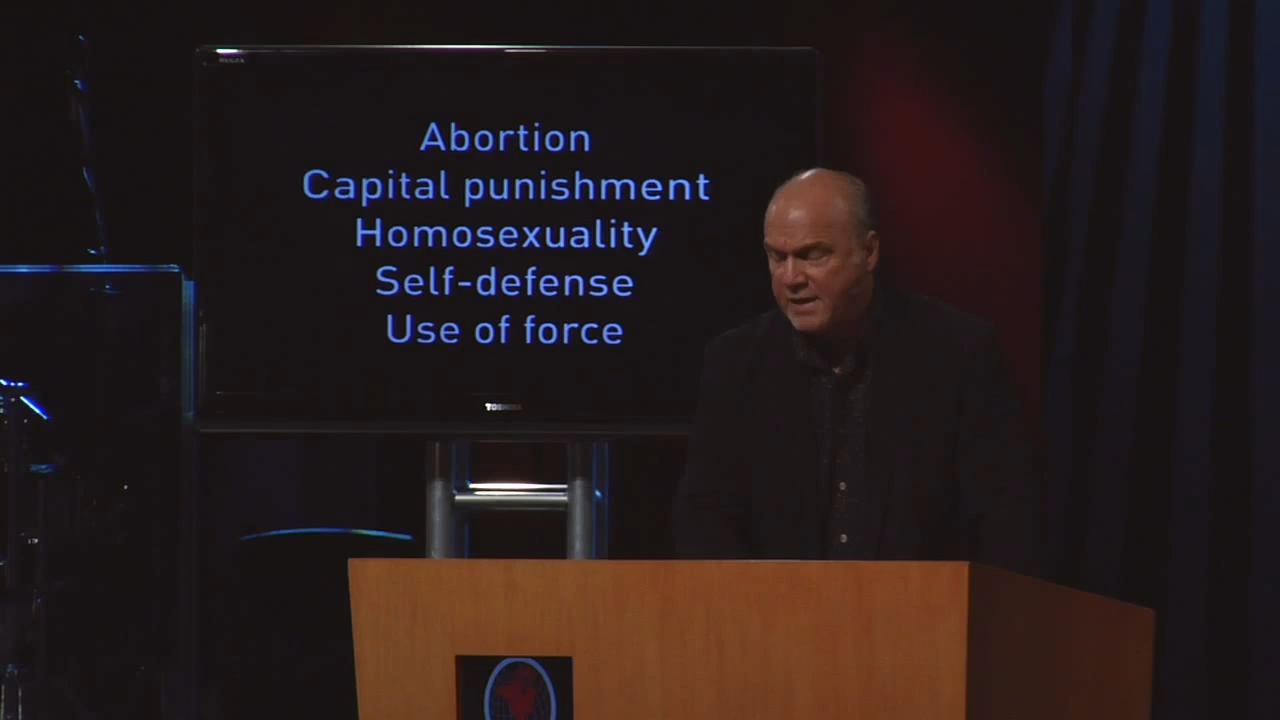 Abortion
Capital punishment
Homosexuality
Self-defense
Use of force
TOSHIBA